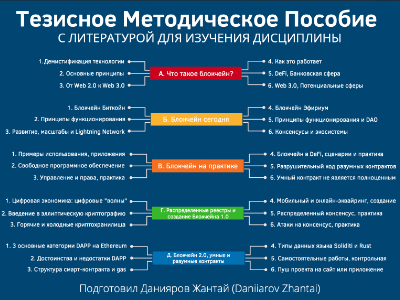 Тезисное Методическое Пособие
С ЛИТЕРАТУРОЙ ДЛЯ ИЗУЧЕНИЯ ДИСЦИПЛИНЫ
1. Демистификация технологии
2. Основные принципы
3. От Web 2.0 к Web 3.0
А. Что такое блокчейн?
4. Как это работает
5. DeFi, Банковская сфера
6. Web 3.0, Потенциальные сферы
1. Блокчейн Биткойн
2. Принципы функционирования
3. Развитие, масштабы и Lightning Network
Б. Блокчейн сегодня
4. Блокчейн Эфириум
5. Принципы функционирования и DAO
6. Консенсусы и экосистемы
1. Примеры использования, приложения
2. Свободное программное обеспечение
3. Управление и права, практика
В. Блокчейн на практике
4. Блокчейн в DeFi, сценарии и практика
5. Разрушительный код разумных контрактов
6. Умный контракт не является полноценным
1. Цифровая экономика: цифровые "волны"
2. Введение в эллиптическую криптографию
3. Горячие и холодные криптохранилища
Г. Распределенные реестры и
создание блокчейна 1.0
4. Мобильный и онлайн-эквайринг, создание
5. Распределенный консенсус, практика
6. Атаки на консенсус, практика
1. 3 основные категории DAPP на Ethereum
2. Достоинства и недостатки DAPP
3. Структура смарт-контракта и gas
Д. Блокчейн 2.0, умные и
разумные контракты
4. Типы данных языка Soliditi и Rust
5. Самостоятельные работы, контрольная
6. Пуш проекта на сайт или приложение
Подготовил Данияров Жантай (Daniiarov Zhantai)